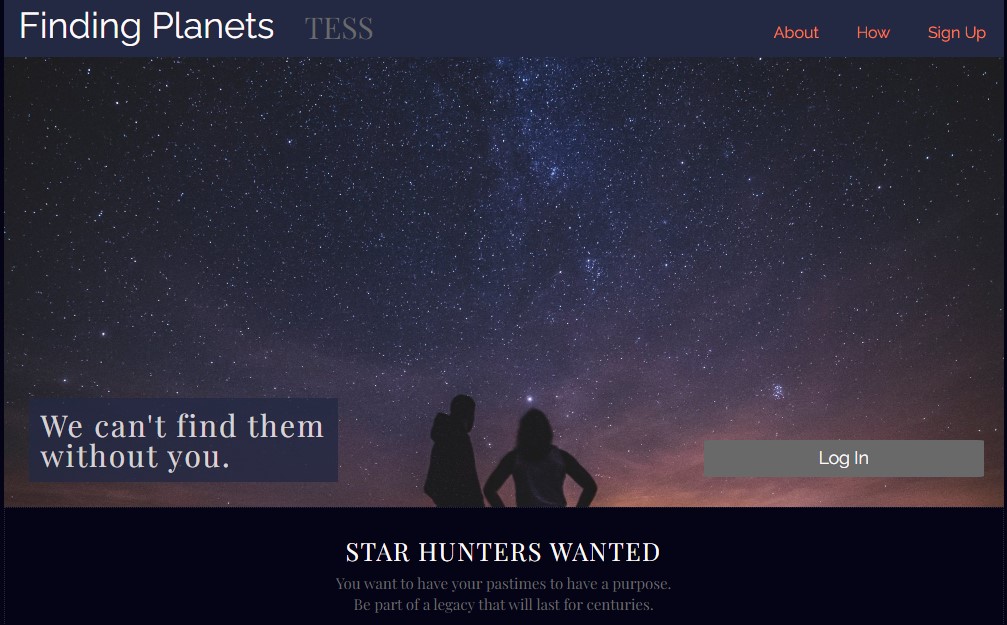 Finding Planets TESS About How Sign Up
We can't find them
without you.
Log In
STAR HUNTERS WANTED
You want to have your pastimes to have a purpose.
Be part of a legacy that will last for centuries.